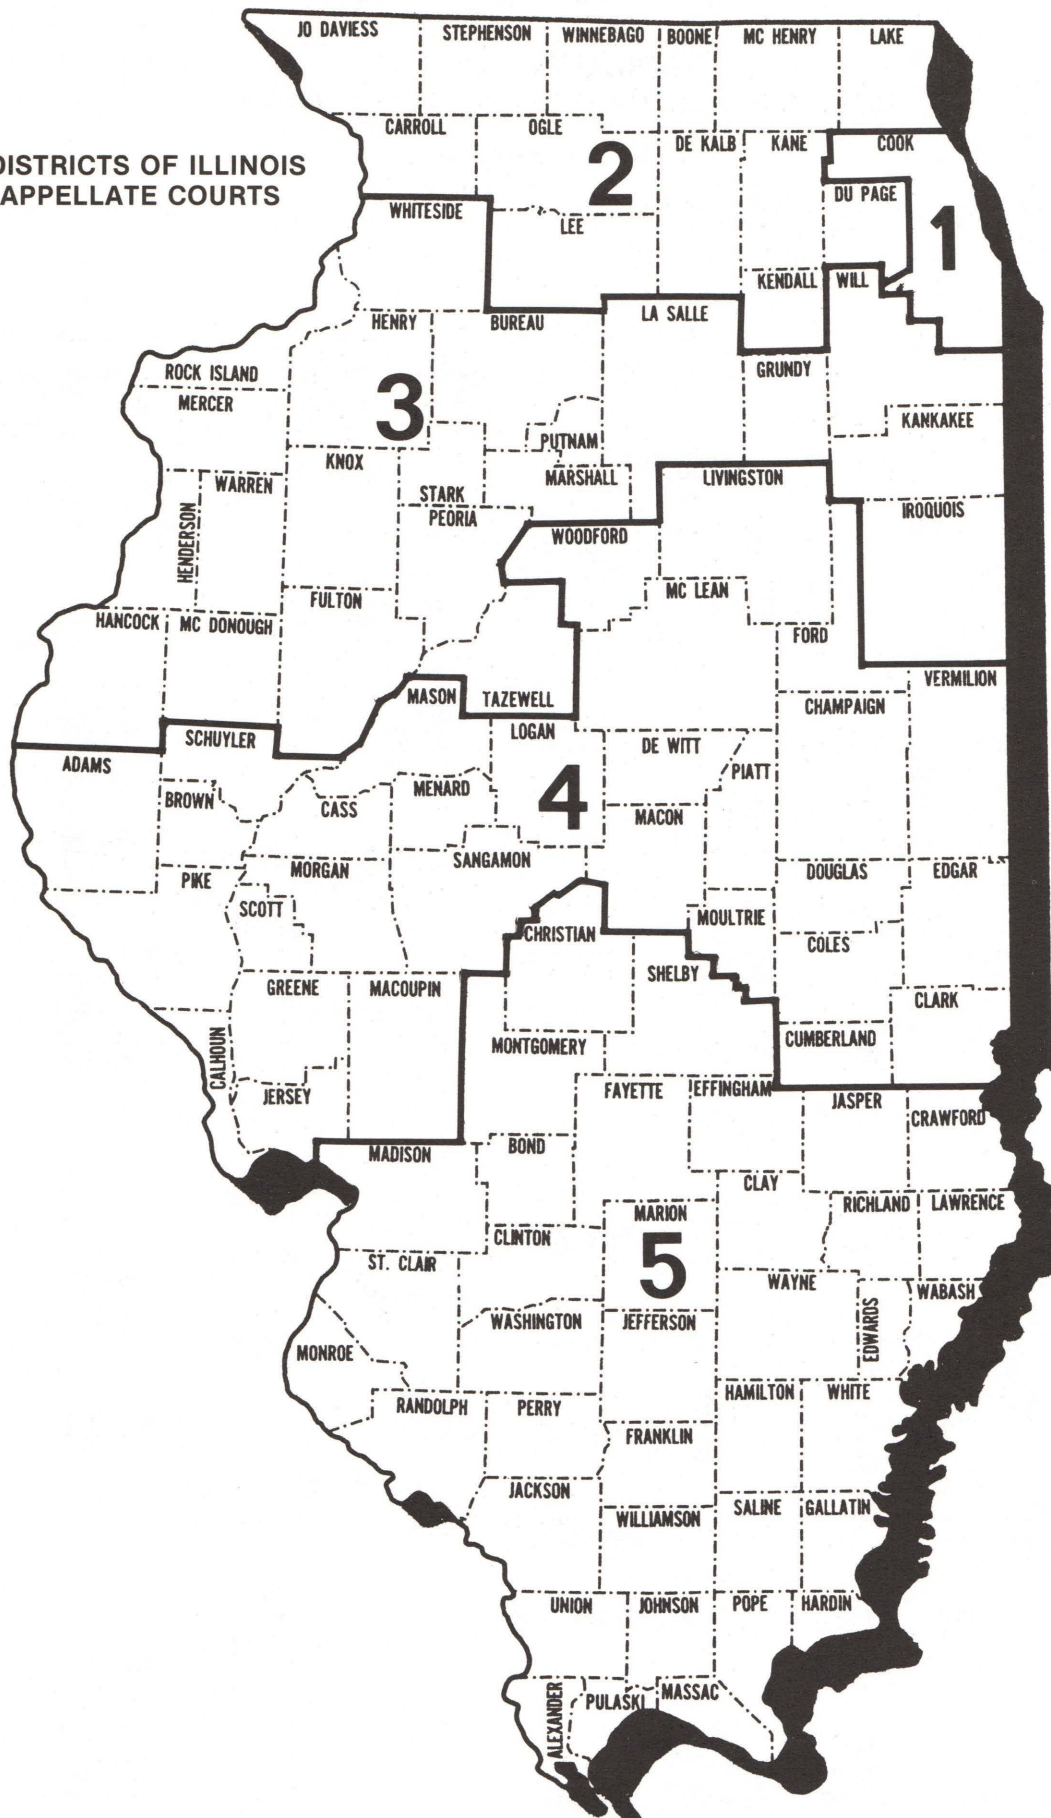 JO DAVIESS
STEPHENSON
WINNEBAGO
BOONE
MC HENRY
LAKE
CARROLL
OGLE
DE KALB
KANE
COOK
DISTRICTS OF ILLINOIS
APPELLATE COURTS
2
DU PAGE
1
WHITESIDE
LEE
KENDALL
WILL
HENRY
BUREAU
LA SALLE
ROCK ISLAND
GRUNDY
MERCER
3
KANKAKEE
PUTNAM
KNOX
WARREN
STARK
MARSHALL
LIVINGSTON
PEORIA
IROQUOIS
HENDERSON
WOODFORD
FULTON
MC LEAN
HANCOCK
MC DONOUGH
FORD
VERMILION
MASON
TAZEWELL
CHAMPAIGN
SCHUYLER
LOGAN
DE WITT
ADAMS
PIATT
BROWN
CASS
MENARD
4
MACON
SANGAMON
PIKE
MORGAN
DOUGLAS
EDGAR
SCOTT
MOULTRIE
CHRISTIAN
COLES
SHELBY
GREENE
MACOUPIN
CLARK
CALHOUN
MONTGOMERY
CUMBERLAND
JERSEY
FAYETTE
EFFINGHAM
JASPER
CRAWFORD
MADISON
BOND
CLAY
RICHLAND
LAWRENCE
MARION
CLINTON
5
ST. CLAIR
WAYNE
WABASH
WASHINGTON
JEFFERSON
EDWARDS
MONROE
RANDOLPH
PERRY
HAMILTON
WHITE
FRANKLIN
JACKSON
WILLIAMSON
SALINE
GALLATIN
UNION
JOHNSON
POPE
HARDIN
ALEXANDER
PULASKI
MASSAC